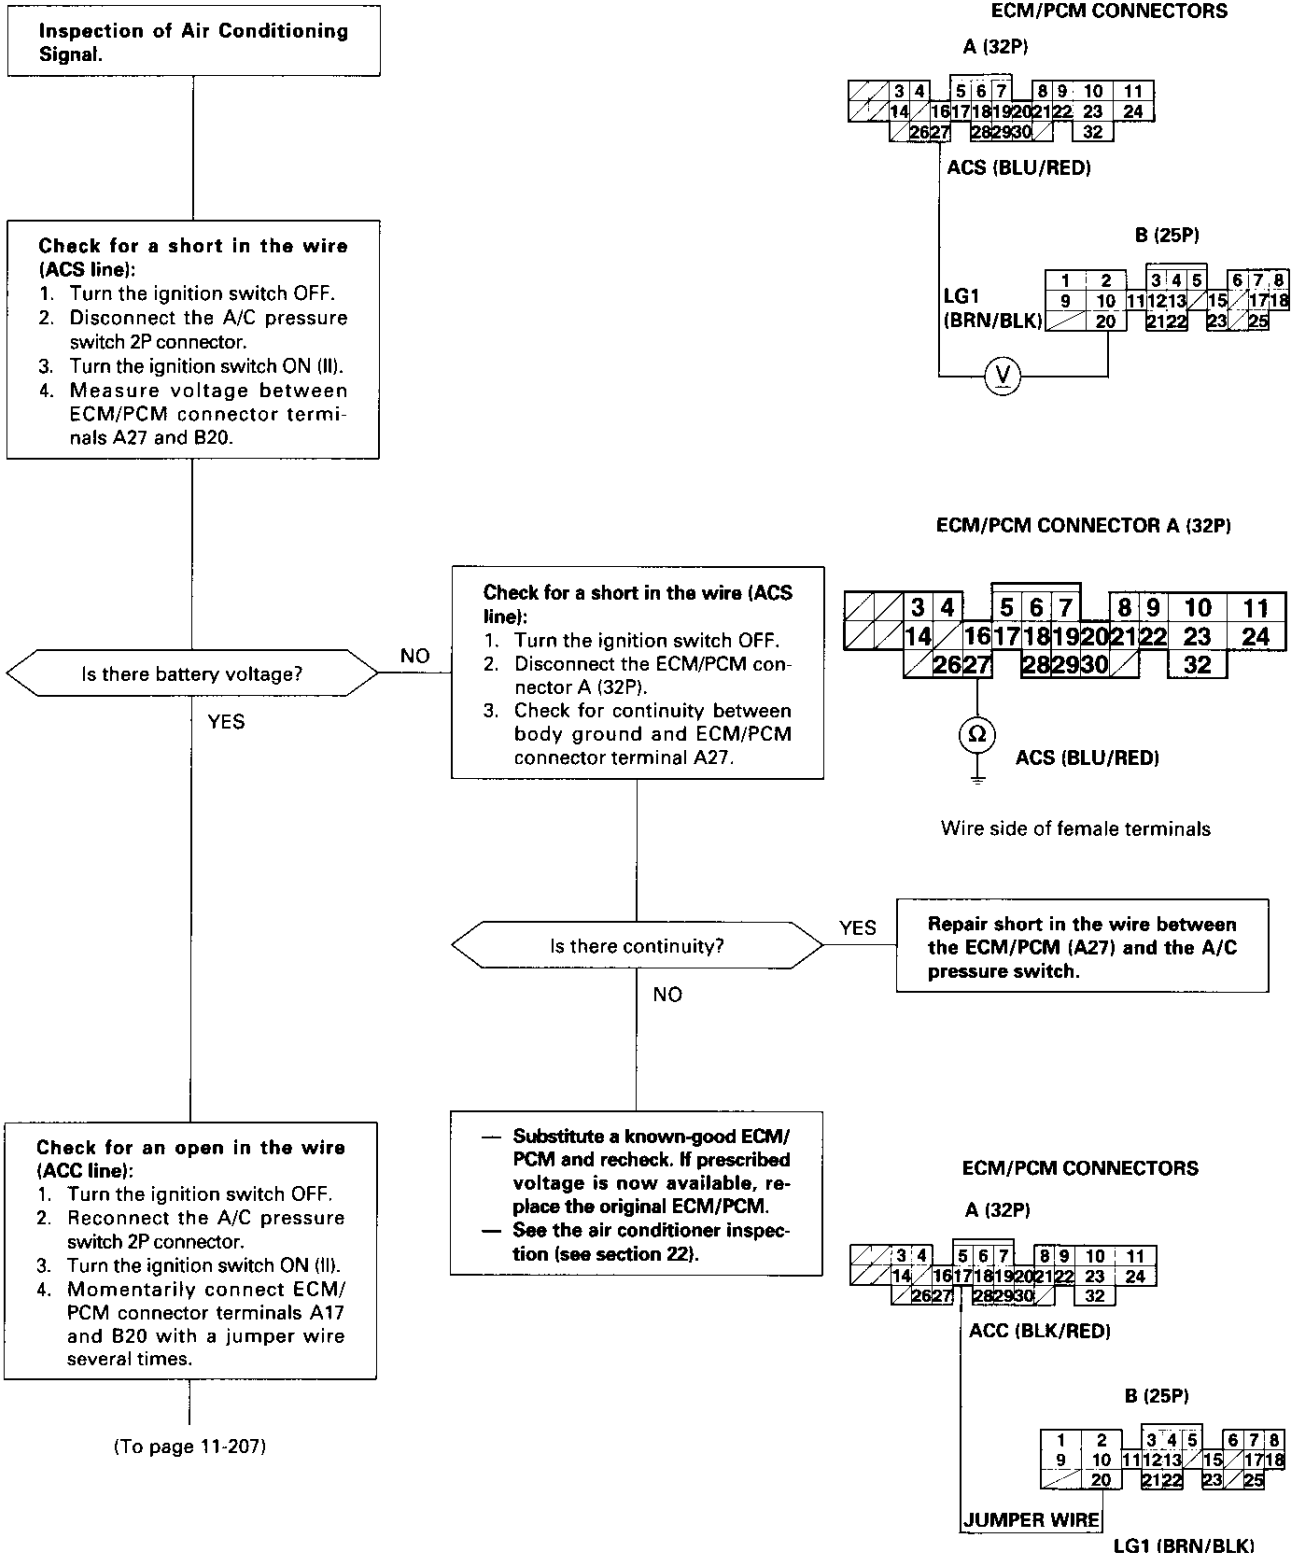 Inspection of Air Conditioning
Signal.
ECM/PCM CONNECTORS
A (32P)
3 4 5 6 7 8 9 10 11
14 16 17 18 19 20 21 22 23 24
26 27 28 29 30 32
ACS (BLU/RED)
B (25P)
1 2 3 4 5 6 7 8
9 10 11 12 13 15 17 18
20 21 22 23 25
LG1
(BRN/BLK)
V
Check for a short in the wire
(ACS line):
1. Turn the ignition switch OFF.
2. Disconnect the A/C pressure
switch 2P connector.
3. Turn the ignition switch ON (II).
4. Measure voltage between
ECM/PCM connector termi-
nals A27 and B20.
Is there battery voltage?
NO
YES
Check for a short in the wire (ACS
line):
1. Turn the ignition switch OFF.
2. Disconnect the ECM/PCM con-
nector A (32P).
3. Check for continuity between
body ground and ECM/PCM
connector terminal A27.
ECM/PCM CONNECTOR A (32P)
3 4 5 6 7 8 9 10 11
14 16 17 18 19 20 21 22 23 24
26 27 28 29 30 32
Ω
ACS (BLU/RED)
Wire side of female terminals
Is there continuity?
YES
NO
Repair short in the wire between
the ECM/PCM (A27) and the A/C
pressure switch.
Check for an open in the wire
(ACC line):
1. Turn the ignition switch OFF.
2. Reconnect the A/C pressure
switch 2P connector.
3. Turn the ignition switch ON (II).
4. Momentarily connect ECM/
PCM connector terminals A17
and B20 with a jumper wire
several times.
(To page 11-207)
— Substitute a known-good ECM/
PCM and recheck. If prescribed
voltage is now available, re-
place the original ECM/PCM.
— See the air conditioner inspec-
tion (see section 22).
ECM/PCM CONNECTORS
A (32P)
3 4 5 6 7 8 9 10 11
14 16 17 18 19 20 21 22 23 24
26 27 28 29 30 32
ACC (BLK/RED)
B (25P)
1 2 3 4 5 6 7 8
9 10 11 12 13 15 17 18
20 21 22 23 25
JUMPER WIRE
LG1 (BRN/BLK)